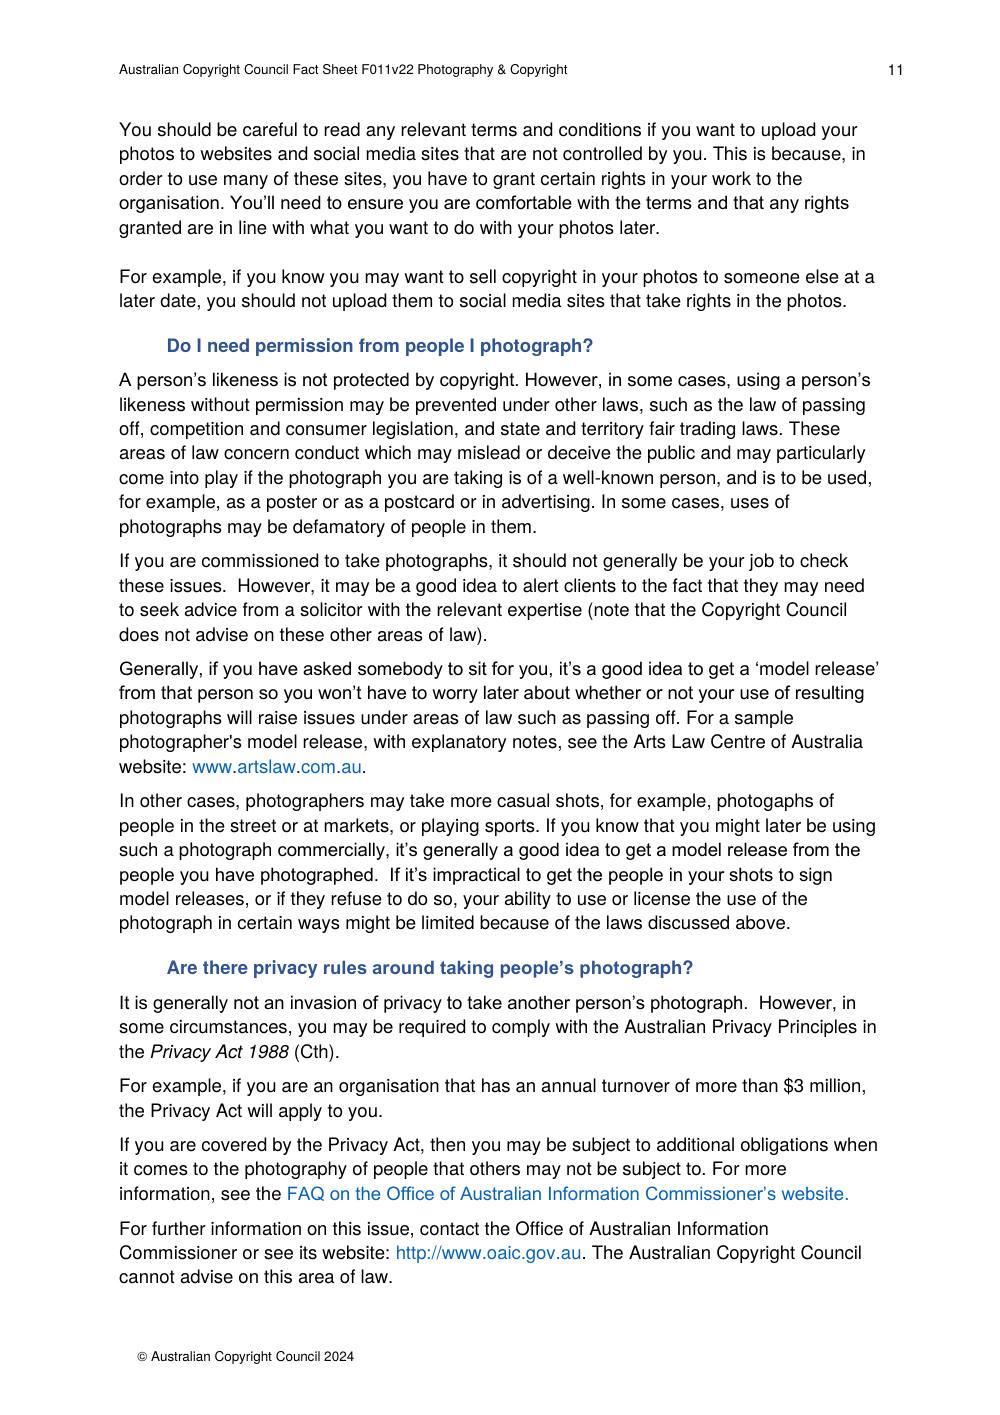 Australian Copyright Council Fact Sheet F011v22 Photography & Copyright 11
You should be careful to read any relevant terms and conditions if you want to upload your
photos to websites and social media sites that are not controlled by you. This is because, in
order to use many of these sites, you have to grant certain rights in your work to the
organisation. You’ll need to ensure you are comfortable with the terms and that any rights
granted are in line with what you want to do with your photos later.
For example, if you know you may want to sell copyright in your photos to someone else at a
later date, you should not upload them to social media sites that take rights in the photos.
Do I need permission from people I photograph?
A person’s likeness is not protected by copyright. However, in some cases, using a person’s
likeness without permission may be prevented under other laws, such as the law of passing
off, competition and consumer legislation, and state and territory fair trading laws. These
areas of law concern conduct which may mislead or deceive the public and may particularly
come into play if the photograph you are taking is of a well-known person, and is to be used,
for example, as a poster or as a postcard or in advertising. In some cases, uses of
photographs may be defamatory of people in them.
If you are commissioned to take photographs, it should not generally be your job to check
these issues.  However, it may be a good idea to alert clients to the fact that they may need
to seek advice from a solicitor with the relevant expertise (note that the Copyright Council
does not advise on these other areas of law).
Generally, if you have asked somebody to sit for you, it’s a good idea to get a ‘model release’
from that person so you won’t have to worry later about whether or not your use of resulting
photographs will raise issues under areas of law such as passing off. For a sample
photographer's model release, with explanatory notes, see the Arts Law Centre of Australia
website: www.artslaw.com.au.
In other cases, photographers may take more casual shots, for example, photogaphs of
people in the street or at markets, or playing sports. If you know that you might later be using
such a photograph commercially, it’s generally a good idea to get a model release from the
people you have photographed.  If it’s impractical to get the people in your shots to sign
model releases, or if they refuse to do so, your ability to use or license the use of the
photograph in certain ways might be limited because of the laws discussed above.
Are there privacy rules around taking people’s photograph?
It is generally not an invasion of privacy to take another person’s photograph.  However, in
some circumstances, you may be required to comply with the Australian Privacy Principles in
the Privacy Act 1988 (Cth).
For example, if you are an organisation that has an annual turnover of more than $3 million,
the Privacy Act will apply to you.
If you are covered by the Privacy Act, then you may be subject to additional obligations when
it comes to the photography of people that others may not be subject to. For more
information, see the FAQ on the Office of Australian Information Commissioner’s website.
For further information on this issue, contact the Office of Australian Information
Commissioner or see its website: http://www.oaic.gov.au. The Australian Copyright Council
cannot advise on this area of law.
© Australian Copyright Council 2024